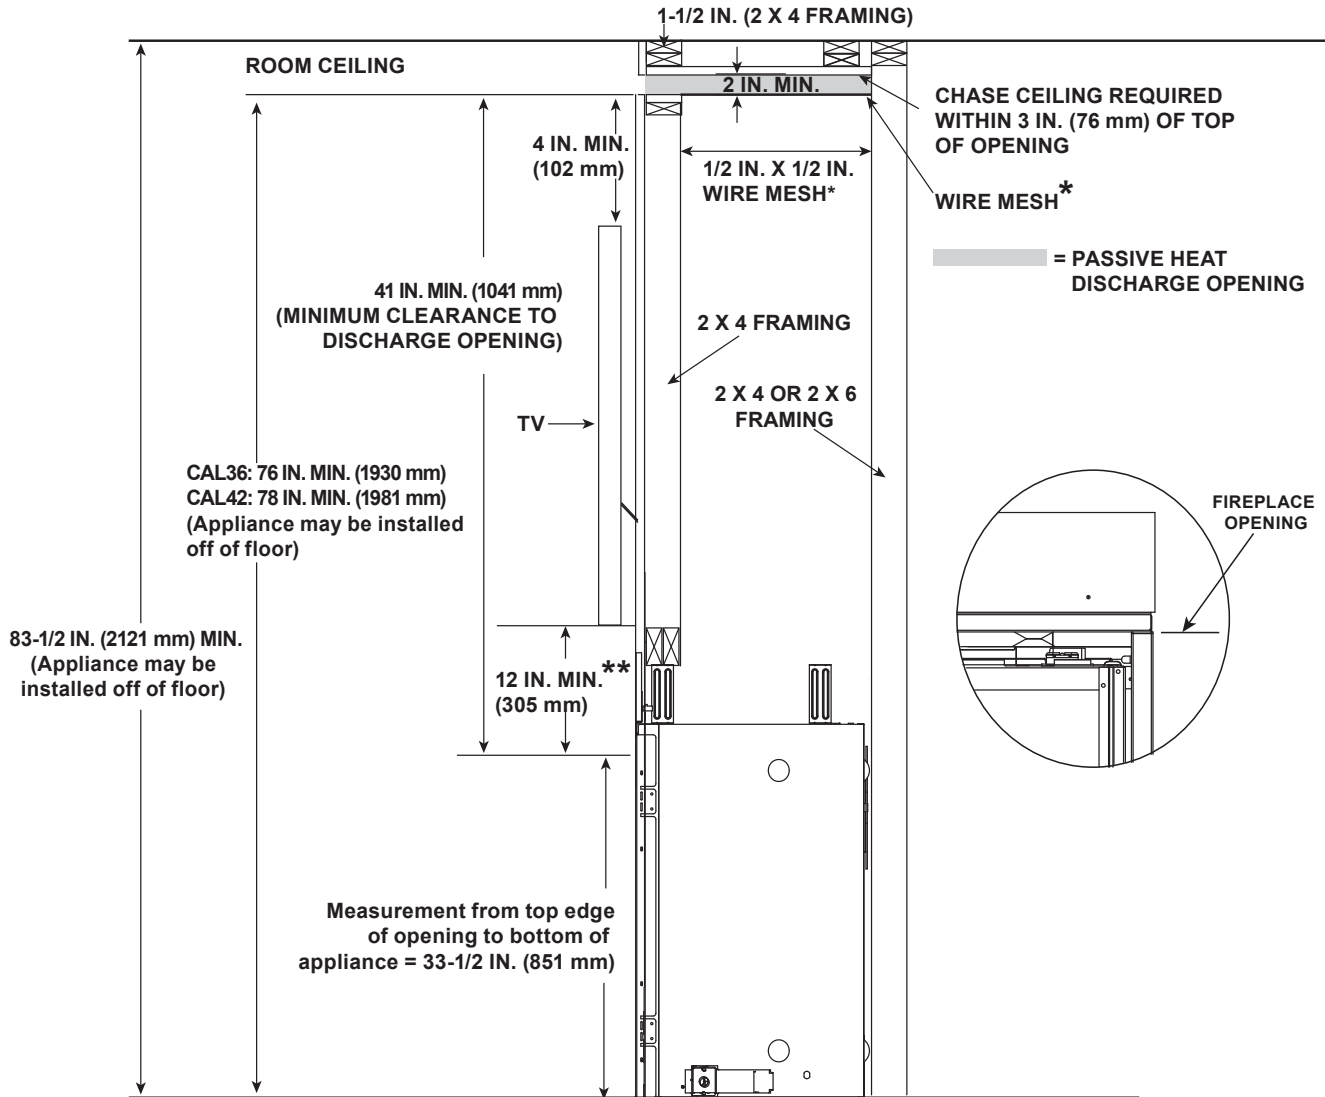 1-1/2 IN. (2 X 4 FRAMING)
ROOM CEILING
2 IN. MIN.
CHASE CEILING REQUIRED
WITHIN 3 IN. (76 mm) OF TOP
OF OPENING
4 IN. MIN.
(102 mm)
1/2 IN. X 1/2 IN.
WIRE MESH*
WIRE MESH*
= PASSIVE HEAT
DISCHARGE OPENING
41 IN. MIN. (1041 mm)
(MINIMUM CLEARANCE TO
DISCHARGE OPENING)
2 X 4 FRAMING
2 X 4 OR 2 X 6
FRAMING
TV
CAL36: 76 IN. MIN. (1930 mm)
CAL42: 78 IN. MIN. (1981 mm)
(Appliance may be installed
off of floor)
FIREPLACE
OPENING
83-1/2 IN. (2121 mm) MIN.
(Appliance may be
installed off of floor)
12 IN. MIN.**
(305 mm)
Measurement from top edge
of opening to bottom of
appliance = 33-1/2 IN. (851 mm)